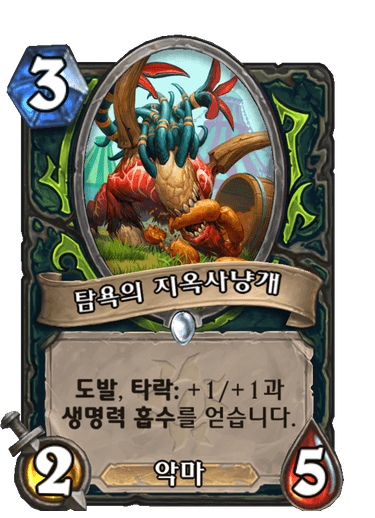 3
탐욕의 지옥사냥개
도발, 타락: +1/+1과
생명력 흡수를 얻습니다.
2
악마
5